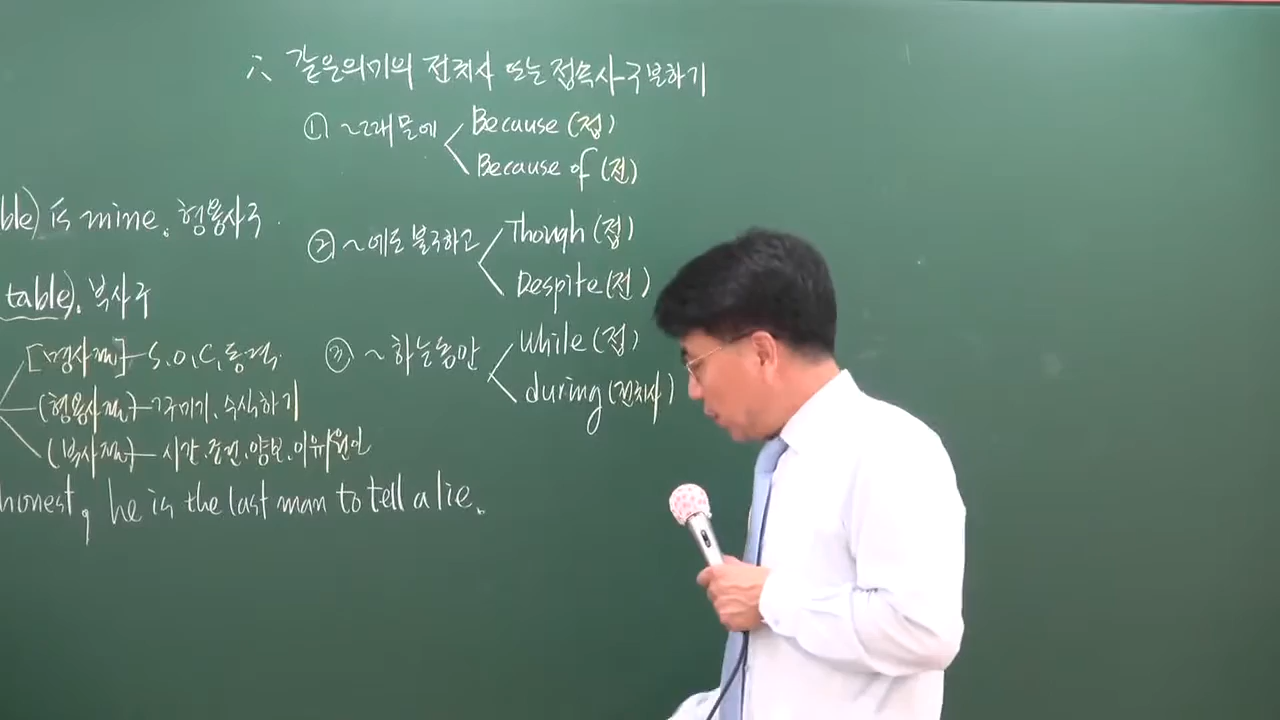 ∴ 같은의미의 전치사 또는 접속사 구분하기
① ~때문에
Because (접)
Because of (전)
② ~에도 불구하고
Though (접)
Despite (전)
③ ~하는동안
While (접)
during (전치사)
ble) is mine. 형용사구
table). 부사구
[명사절] - S.O.C.동격.
(형용사절) - 꾸미기, 수식하기
(부사절) - 시간.조건.양보.이유/원인
honest, he is the last man to tell a lie.